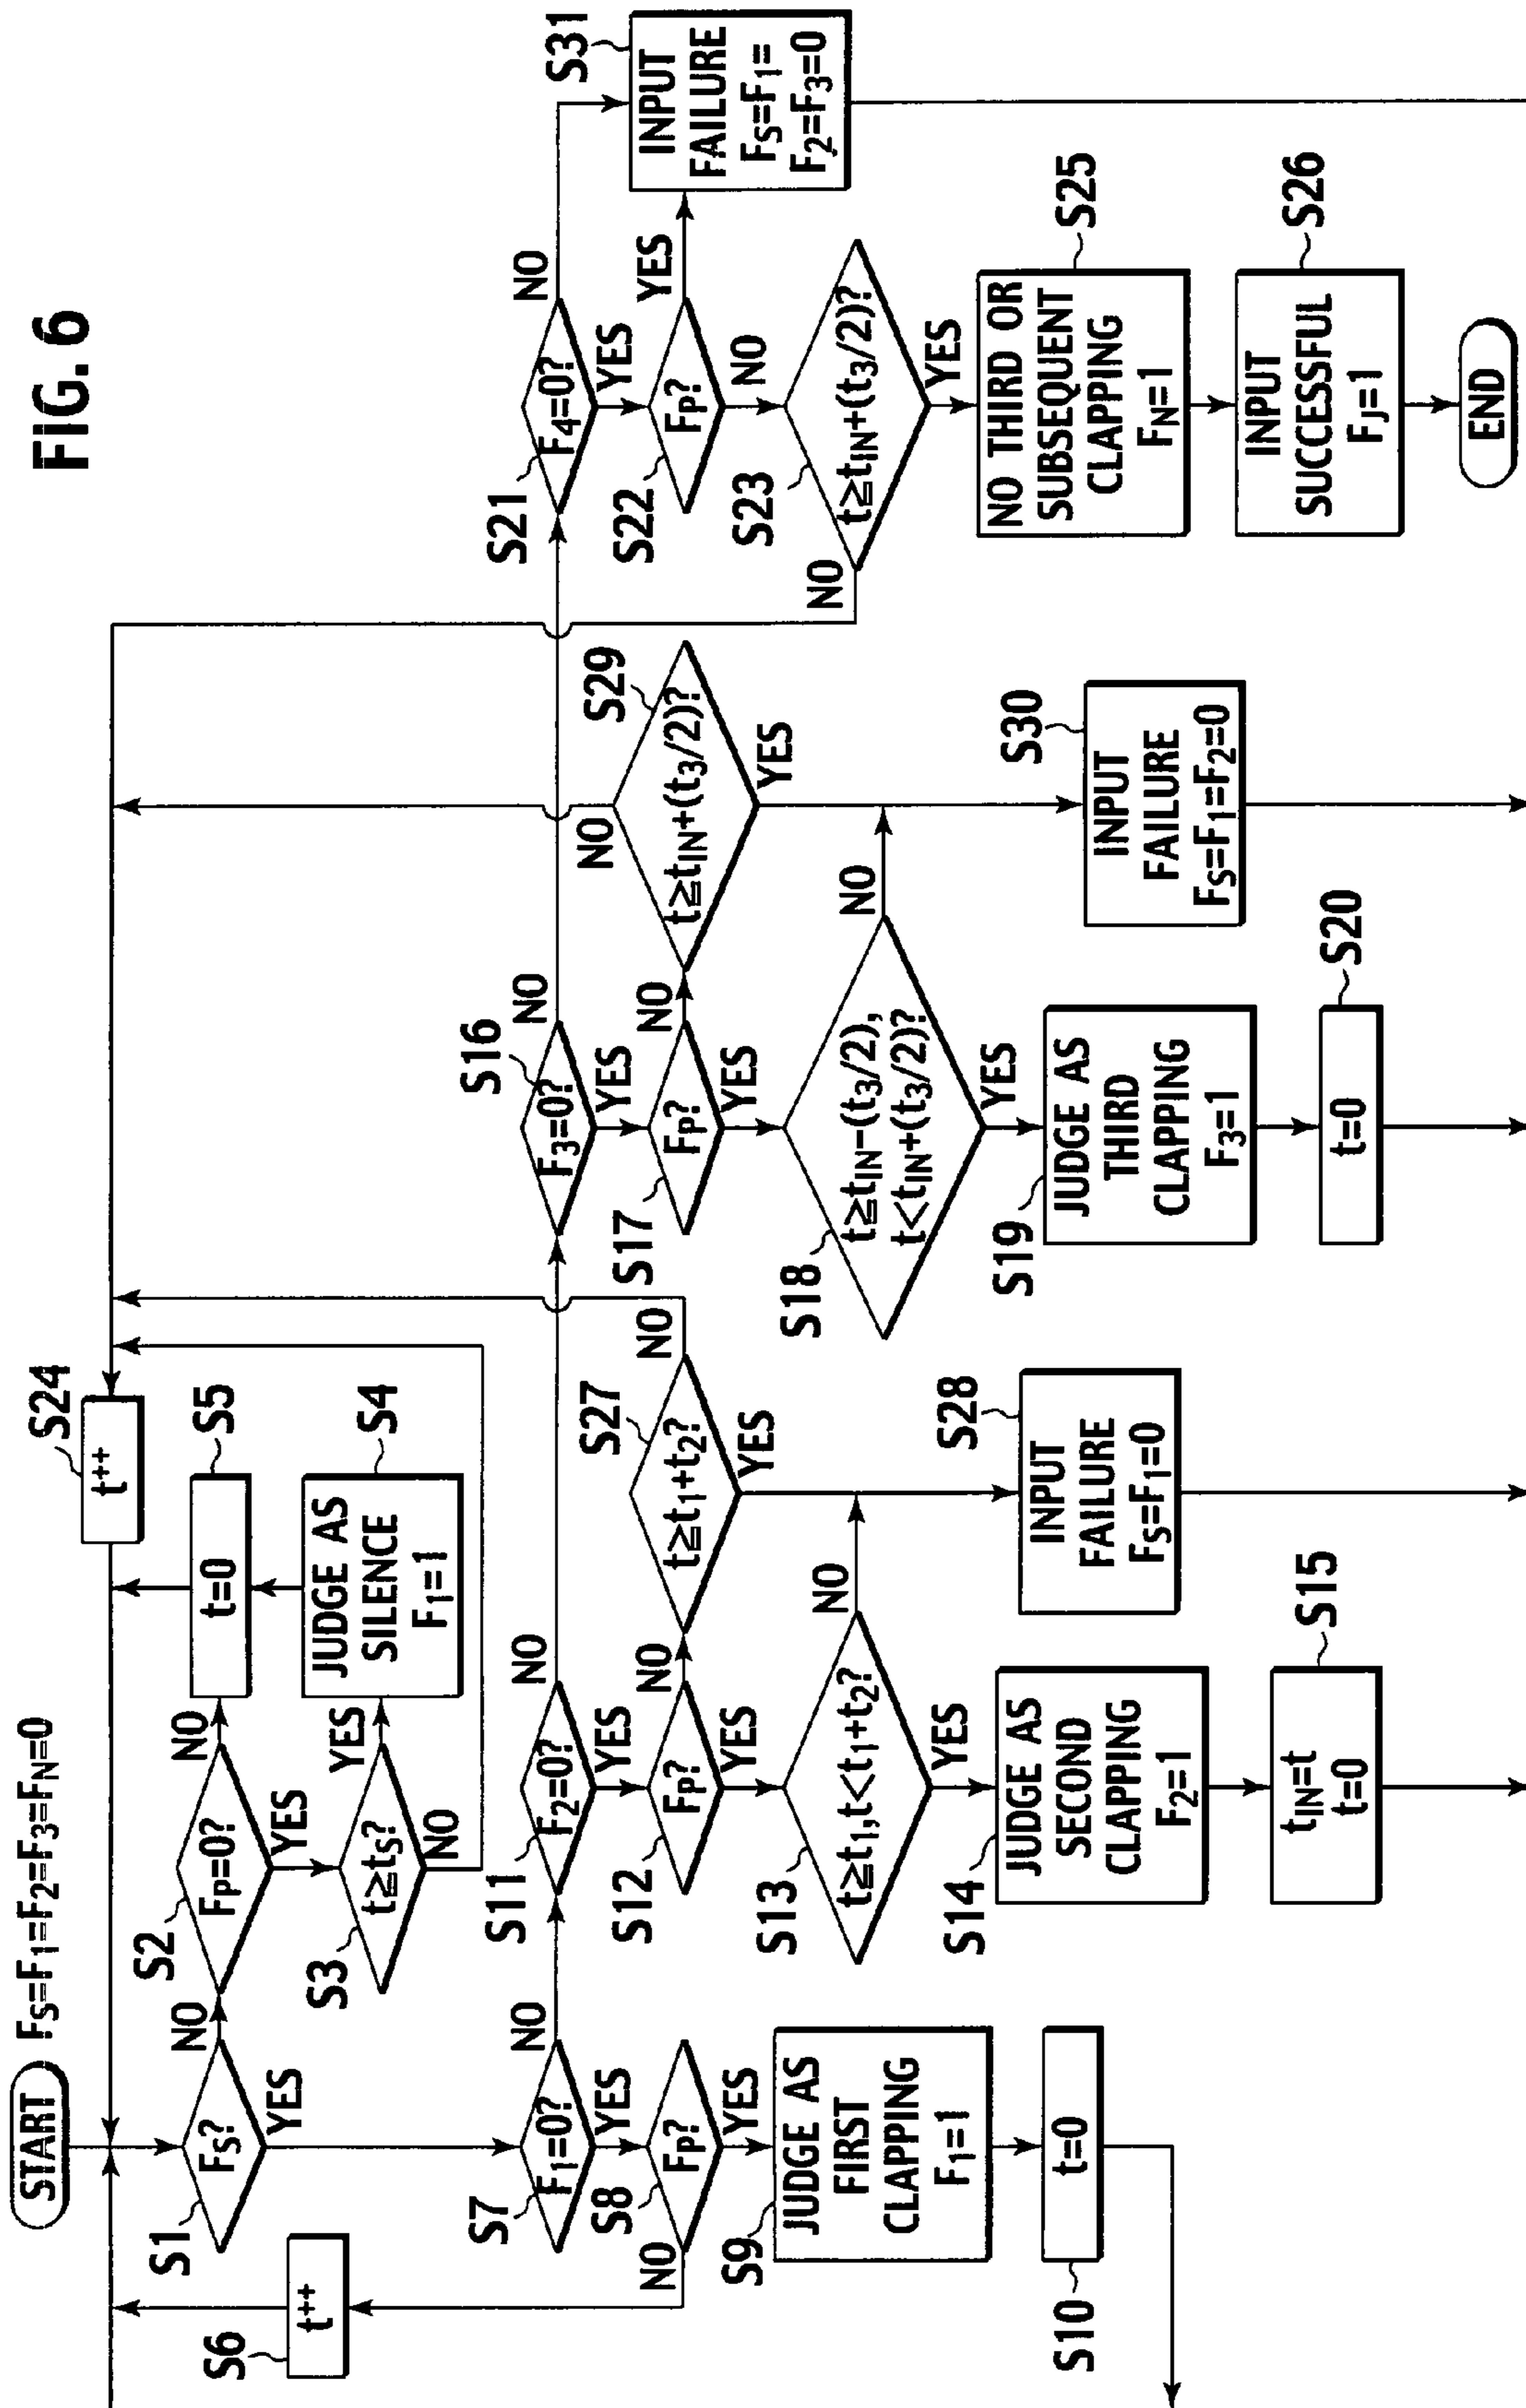 FIG. 6
START
FS=F1=F2=F3=FN=0
S1
FS?
NO
YES
S2
FP=0?
NO
YES
S3
t≧tS?
YES
NO
S4
JUDGE AS
SILENCE
F1=1
S5
t=0
S24
t++
S6
t++
S7
F1=0?
NO
YES
S8
FP?
NO
YES
S9
JUDGE AS
FIRST
CLAPPING
F1=1
S10
t=0
S11
F2=0?
NO
YES
S12
FP?
NO
YES
S13
t≧t1,t<t1+t2?
NO
YES
S14
JUDGE AS
SECOND
CLAPPING
F2=1
S15
tIN=t
t=0
S27
t≧t1+t2?
NO
YES
S28
INPUT
FAILURE
FS=F1=0
S16
F3=0?
NO
YES
S17
FP?
NO
YES
S18
t≧tIN-(t3/2),
t<tIN+(t3/2)?
NO
YES
S19
JUDGE AS
THIRD
CLAPPING
F3=1
S20
t=0
S29
t≧tIN+(t3/2)?
NO
YES
S30
INPUT
FAILURE
FS=F1=F2=0
S21
F4=0?
NO
YES
S22
FP?
YES
NO
S23
t≧tIN+(t3/2)?
NO
YES
S25
NO THIRD OR
SUBSEQUENT
CLAPPING
FN=1
S26
INPUT
SUCCESSFUL
FJ=1
END
S31
INPUT
FAILURE
FS=F1=
F2=F3=0